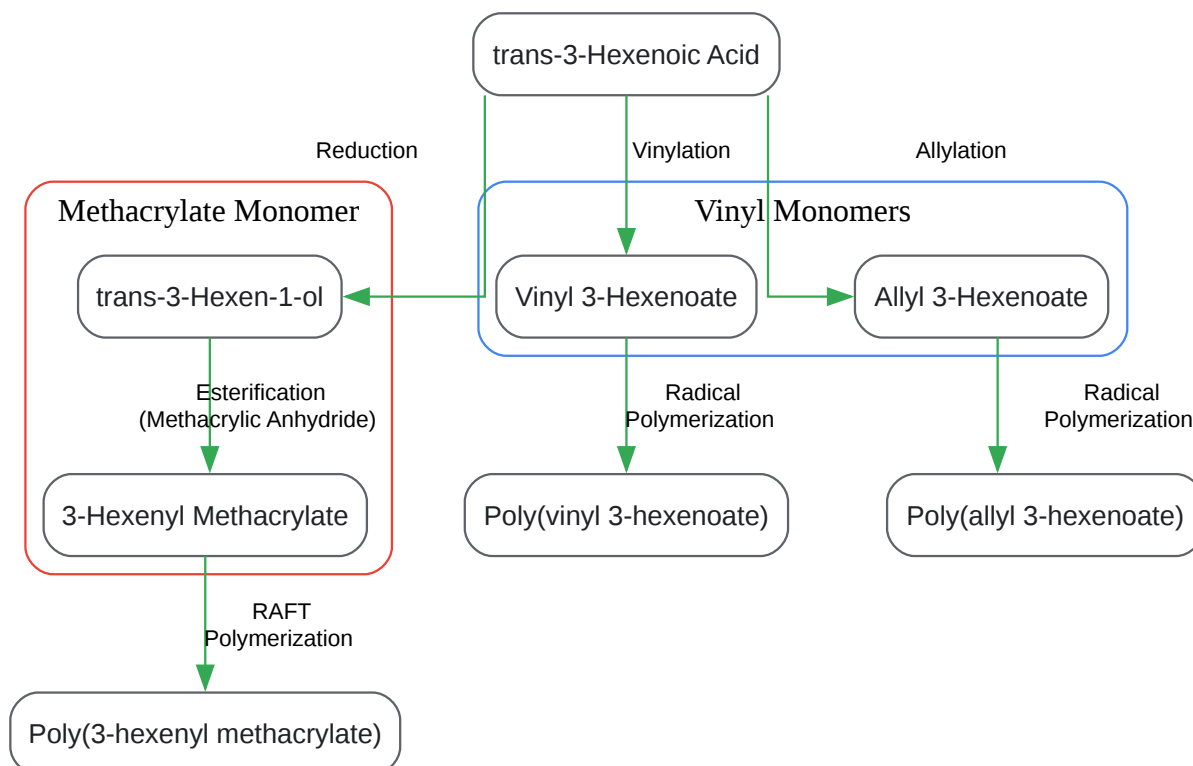 trans-3-Hexenoic Acid
Reduction
Vinylation
Allylation
Methacrylate Monomer
Vinyl Monomers
trans-3-Hexen-1-ol
Vinyl 3-Hexenoate
Allyl 3-Hexenoate
Esterification
(Methacrylic Anhydride)
Radical
Polymerization
Radical
Polymerization
3-Hexenyl Methacrylate
Poly(vinyl 3-hexenoate)
Poly(allyl 3-hexenoate)
RAFT
Polymerization
Poly(3-hexenyl methacrylate)